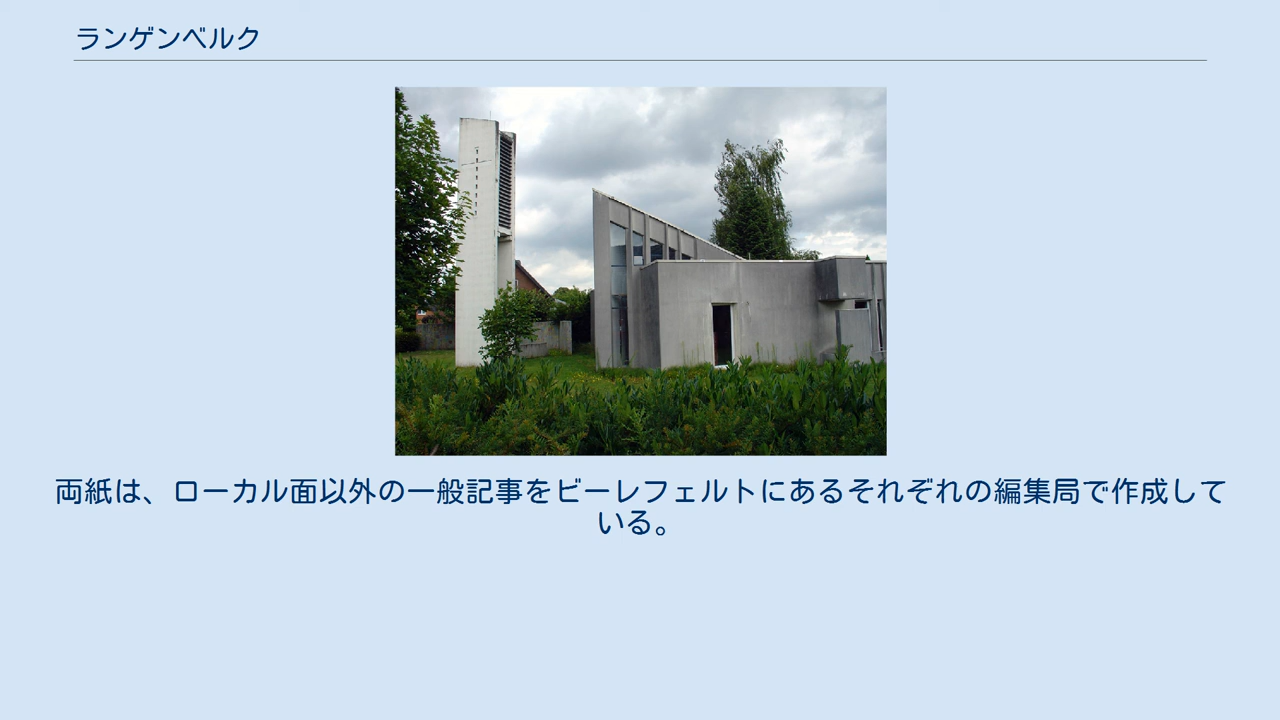 ランゲンベルク
両紙は、ローカル面以外の一般記事をビーレフェルトにあるそれぞれの編集局で作成して
いる。